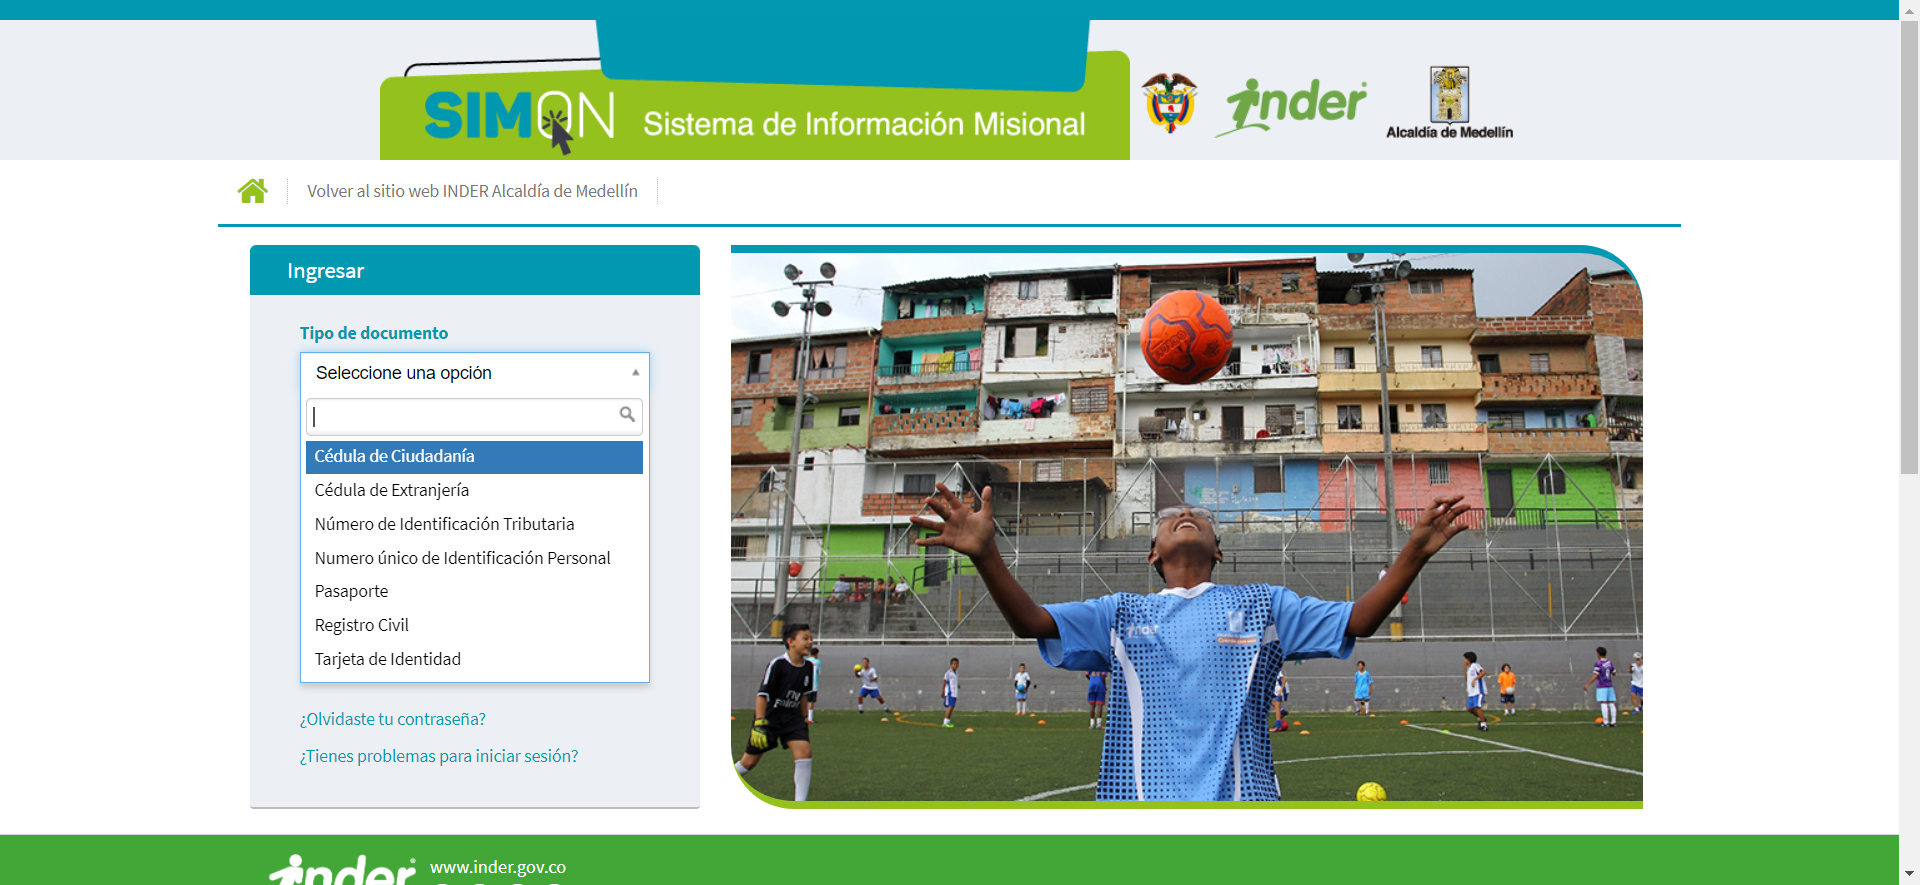 SIMON Sistema de Información Misional
inder
Alcaldía de Medellín
Volver al sitio web INDER Alcaldía de Medellín
Ingresar
Tipo de documento
Seleccione una opción
Cédula de Ciudadanía
Cédula de Extranjería
Número de Identificación Tributaria
Numero único de Identificación Personal
Pasaporte
Registro Civil
Tarjeta de Identidad
¿Olvidaste tu contraseña?
¿Tienes problemas para iniciar sesión?
inder
www.inder.gov.co